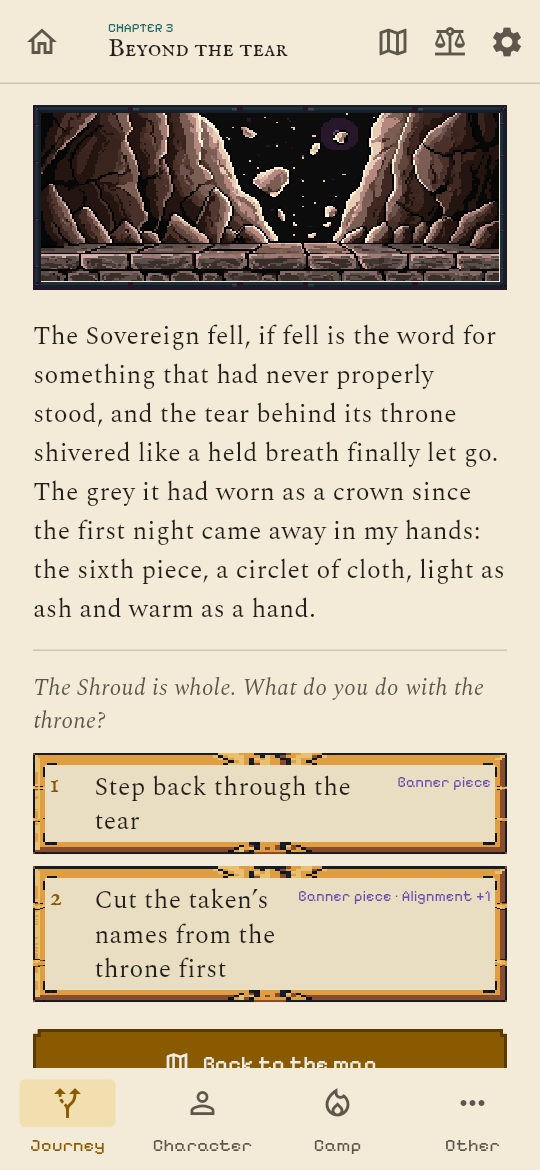 CHAPTER 3
BEYOND THE TEAR
The Sovereign fell, if fell is the word for
something that had never properly
stood, and the tear behind its throne
shivered like a held breath finally let go.
The grey it had worn as a crown since
the first night came away in my hands:
the sixth piece, a circlet of cloth, light as
ash and warm as a hand.
The Shroud is whole. What do you do with the
throne?
1 Step back through the Banner piece
tear
2 Cut the taken's Banner piece · Alignment +1
names from the
throne first
Back to the map
Journey Character Camp Other